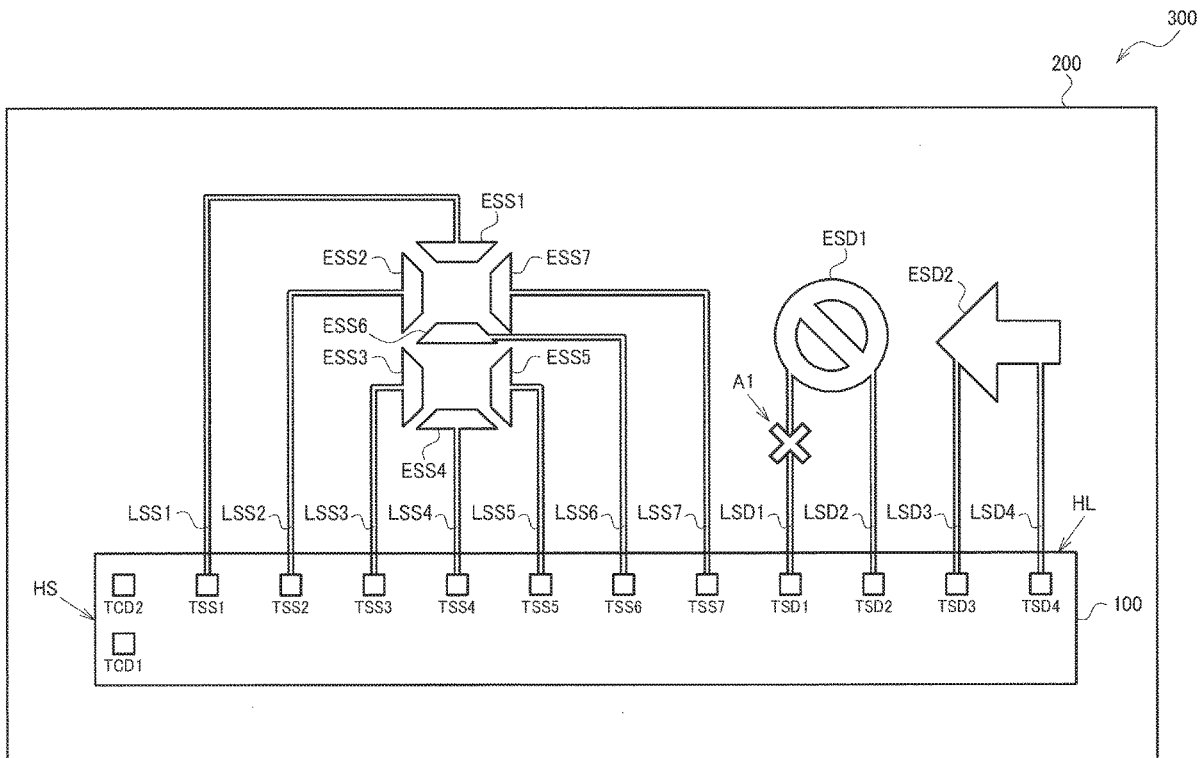 300
200
ESS1
ESS2
ESS7
ESD1
ESD2
ESS6
ESS3
ESS5
A1
ESS4
LSS1
LSS2
LSS3
LSS4
LSS5
LSS6
LSS7
LSD1
LSD2
LSD3
LSD4
HL
HS
TCD2
TSS1
TSS2
TSS3
TSS4
TSS5
TSS6
TSS7
TSD1
TSD2
TSD3
TSD4
100
TCD1